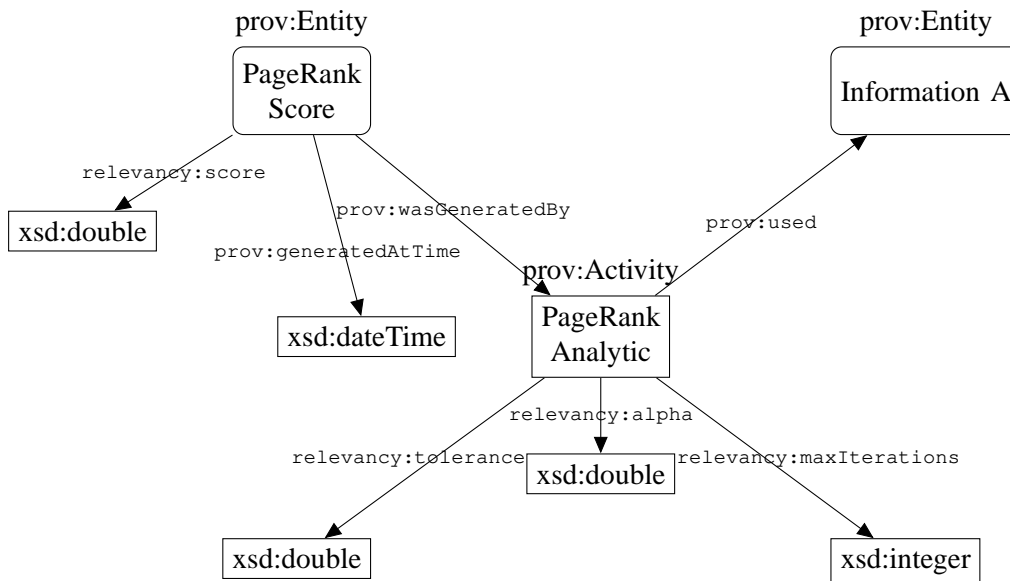 prov:Entity
prov:Entity
PageRank
Score
Information A
relevancy:score
prov:wasGeneratedBy
prov:used
xsd:double
prov:generatedAtTime
prov:Activity
PageRank
Analytic
xsd:dateTime
relevancy:alpha
relevancy:tolerance
relevancy:maxIterations
xsd:double
xsd:double
xsd:integer